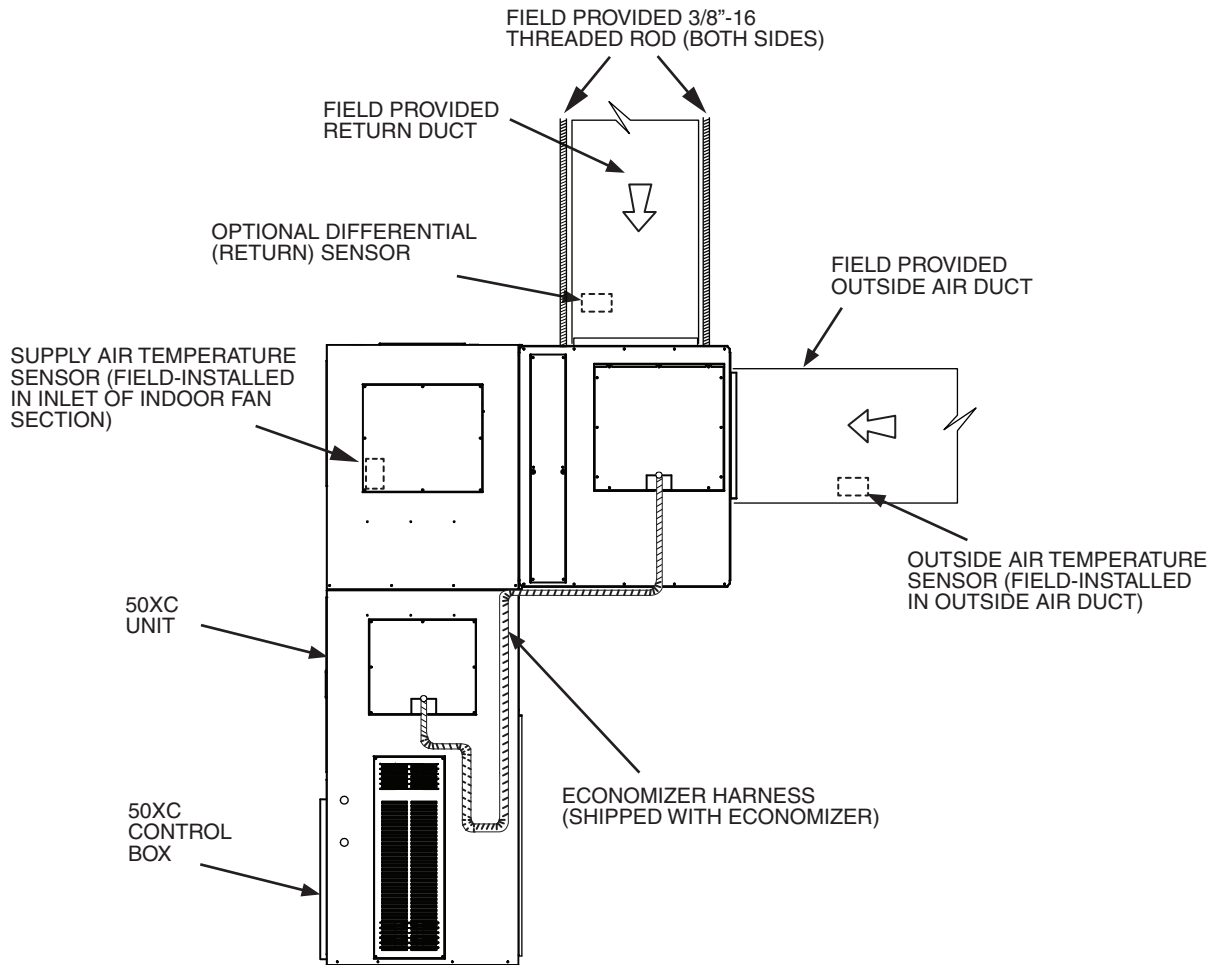 FIELD PROVIDED 3/8”-16
THREADED ROD (BOTH SIDES)
FIELD PROVIDED
RETURN DUCT
OPTIONAL DIFFERENTIAL
(RETURN) SENSOR
FIELD PROVIDED
OUTSIDE AIR DUCT
SUPPLY AIR TEMPERATURE
SENSOR (FIELD-INSTALLED
IN INLET OF INDOOR FAN
SECTION)
OUTSIDE AIR TEMPERATURE
SENSOR (FIELD-INSTALLED
IN OUTSIDE AIR DUCT)
50XC
UNIT
ECONOMIZER HARNESS
(SHIPPED WITH ECONOMIZER)
50XC
CONTROL
BOX